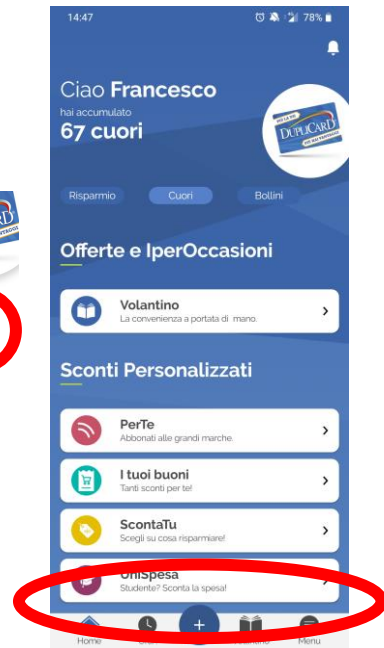 14:47
78%
Ciao Francesco
hai accumulato
67 cuori
DUPLICARD
Risparmio
Cuori
Bollini
Offerte e IperOccasioni
Volantino
La convenienza a portata di mano.
Sconti Personalizzati
PerTe
Abbonati alle grandi marche.
I tuoi buoni
Tanti sconti per te!
ScontaTu
Scegli su cosa risparmiare!
UniSpesa
Studente? Sconta la spesa!
Home
Menu